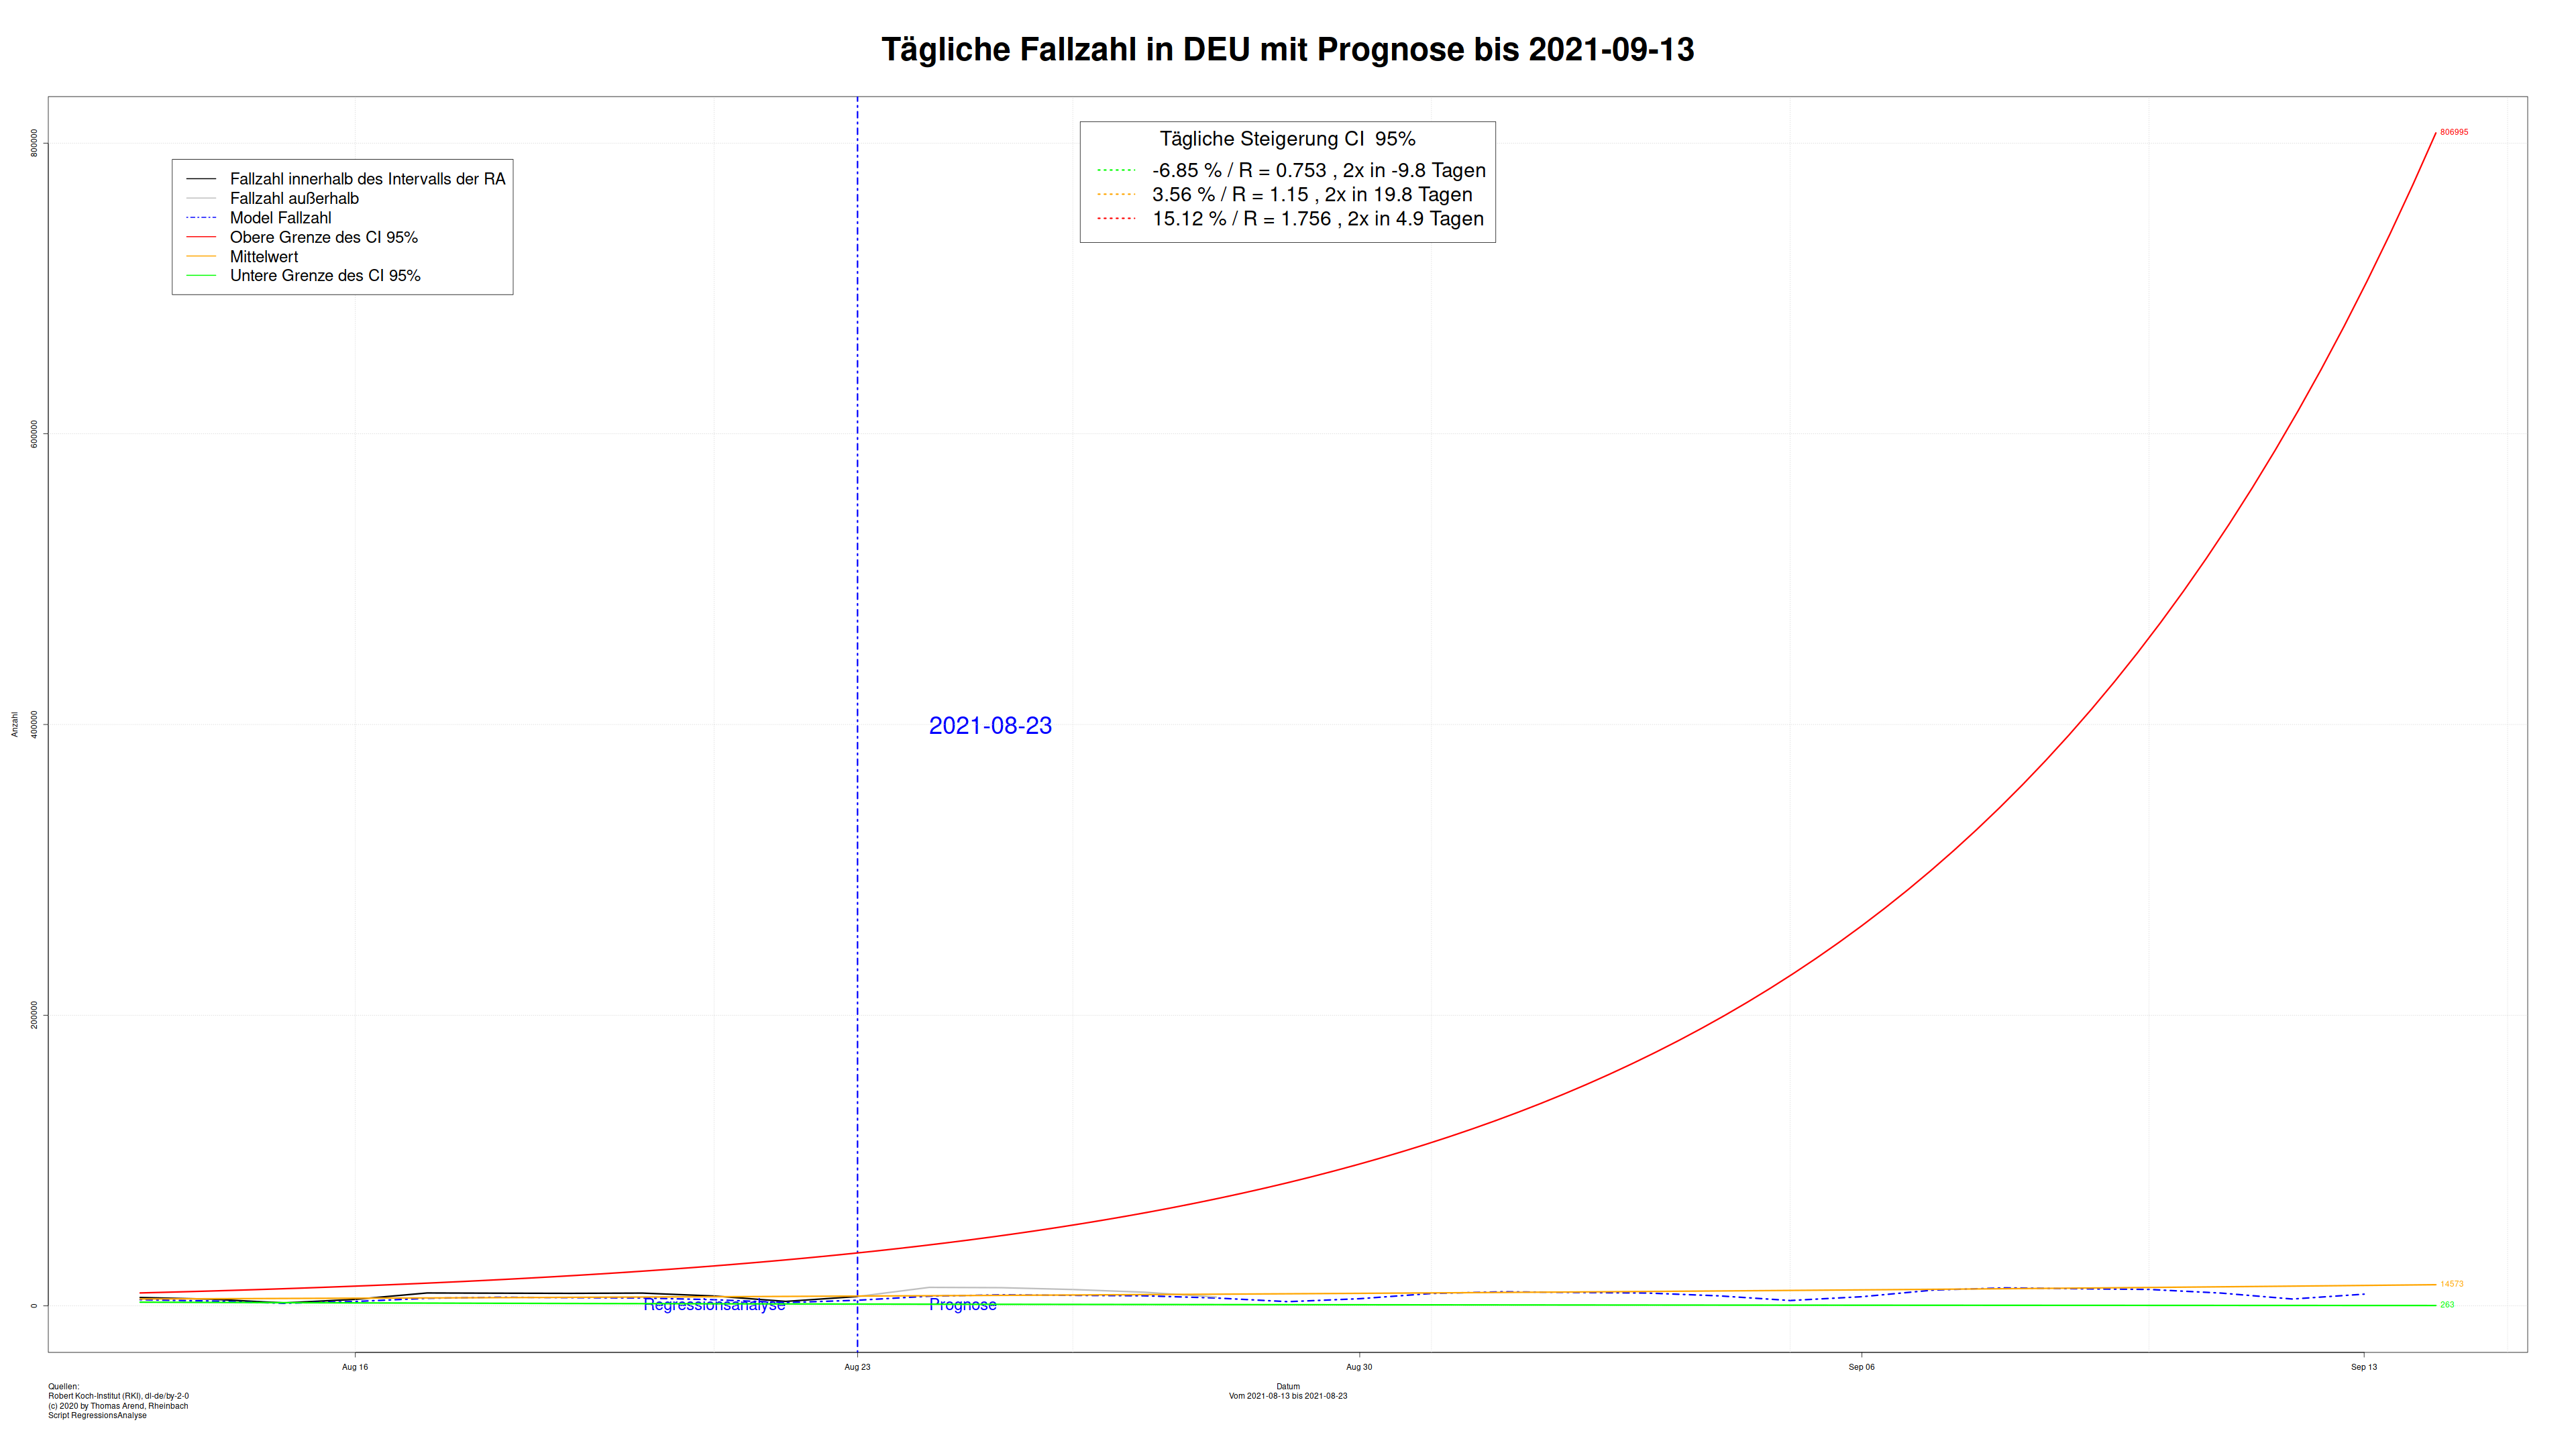 Tägliche Fallzahl in DEU mit Prognose bis 2021-09-13
Tägliche Steigerung CI  95%
-6.85 % / R = 0.753 , 2x in -9.8 Tagen
3.56 % / R = 1.15 , 2x in 19.8 Tagen
15.12 % / R = 1.756 , 2x in 4.9 Tagen
Fallzahl innerhalb des Intervalls der RA
Fallzahl außerhalb
Model Fallzahl
Obere Grenze des CI 95%
Mittelwert
Untere Grenze des CI 95%
806995
800000
600000
400000
200000
0
Anzahl
2021-08-23
14573
263
Regressionsanalyse
Prognose
Aug 16
Aug 23
Aug 30
Sep 06
Sep 13
Datum
Vom 2021-08-13 bis 2021-08-23
Quellen:
Robert Koch-Institut (RKI), dl-de/by-2-0
(c) 2020 by Thomas Arend, Rheinbach
Script RegressionsAnalyse